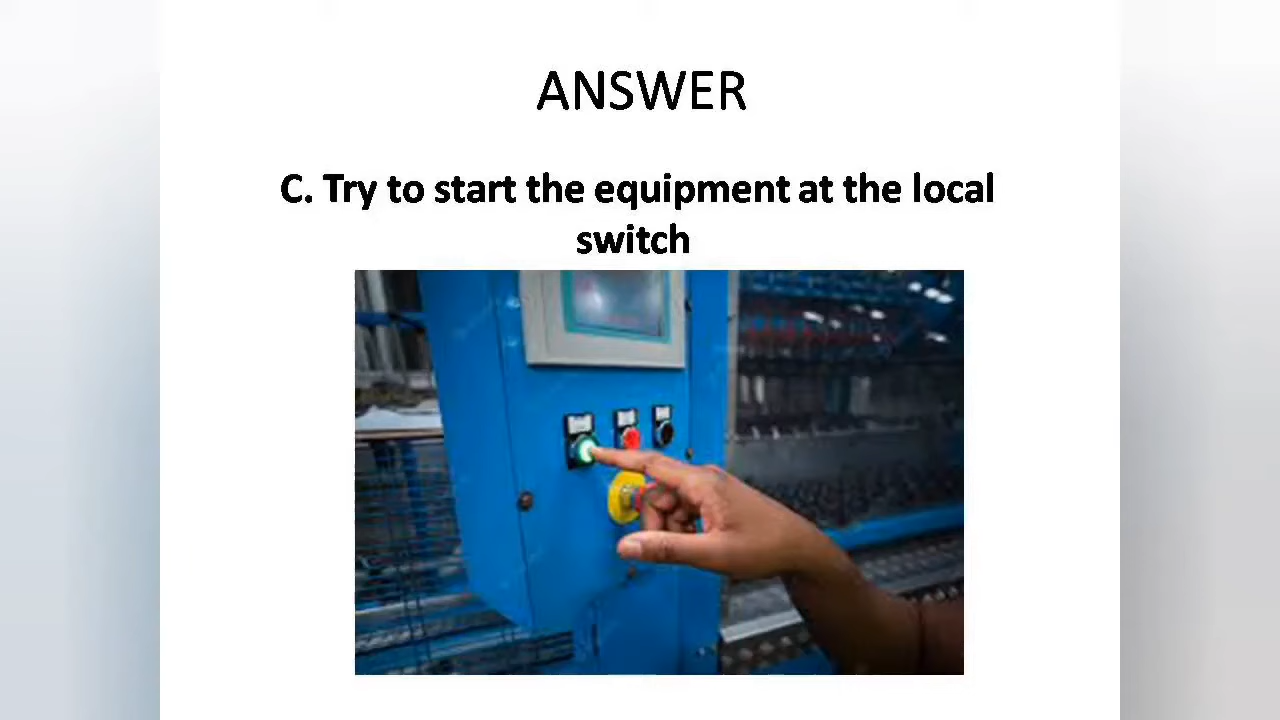 ANSWER
C. Try to start the equipment at the local
switch